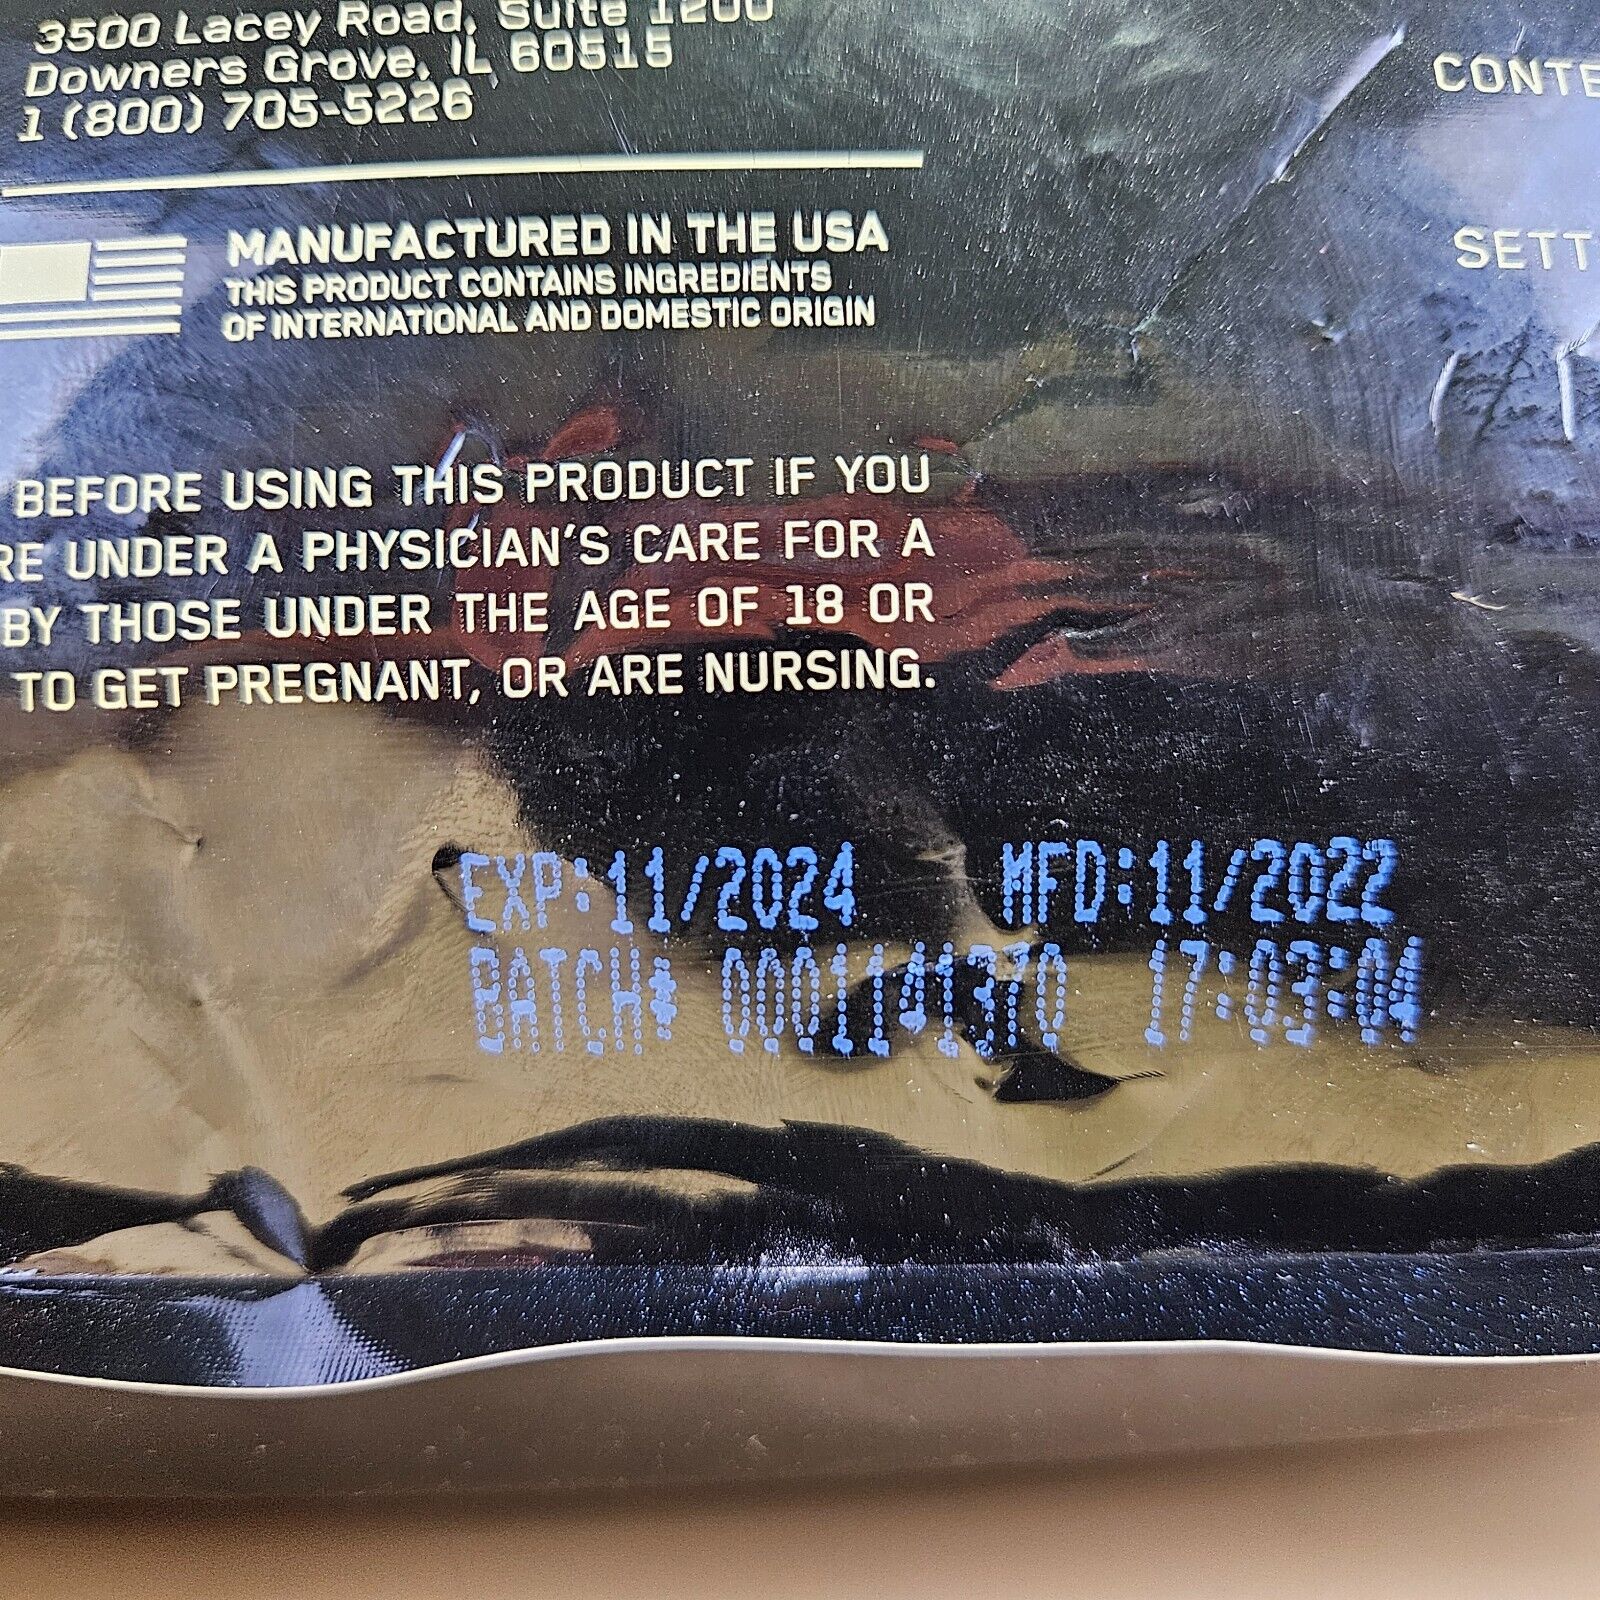 3500 Lacey Road, Suite 1200
Downers Grove, IL 60515
1 (800) 705-5226
MANUFACTURED IN THE USA
THIS PRODUCT CONTAINS INGREDIENTS
OF INTERNATIONAL AND DOMESTIC ORIGIN
BEFORE USING THIS PRODUCT IF YOU
RE UNDER A PHYSICIAN'S CARE FOR A
BY THOSE UNDER THE AGE OF 18 OR
TO GET PREGNANT, OR ARE NURSING.
CONTE
SETT
EXP:11/2024 MFD:11/2022
BATCH# 0001141370 17:03:04